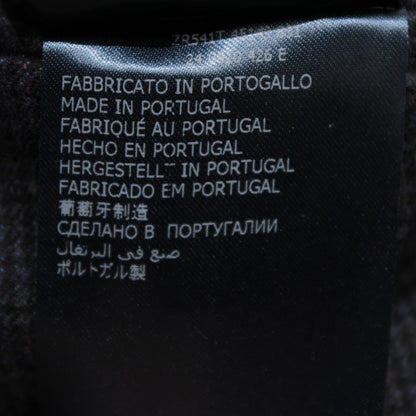 FABBRICATO IN PORTOGALLO
MADE IN PORTUGAL
FABRIQUÉ AU PORTUGAL
HECHO EN PORTUGAL
HERGESTELL¨ IN PORTUGAL
FABRICADO EM PORTUGAL
葡萄牙制造
СДЕЛАНО В ПОРТУГАЛИИ
صنع في البرتغال
ポルトガル製